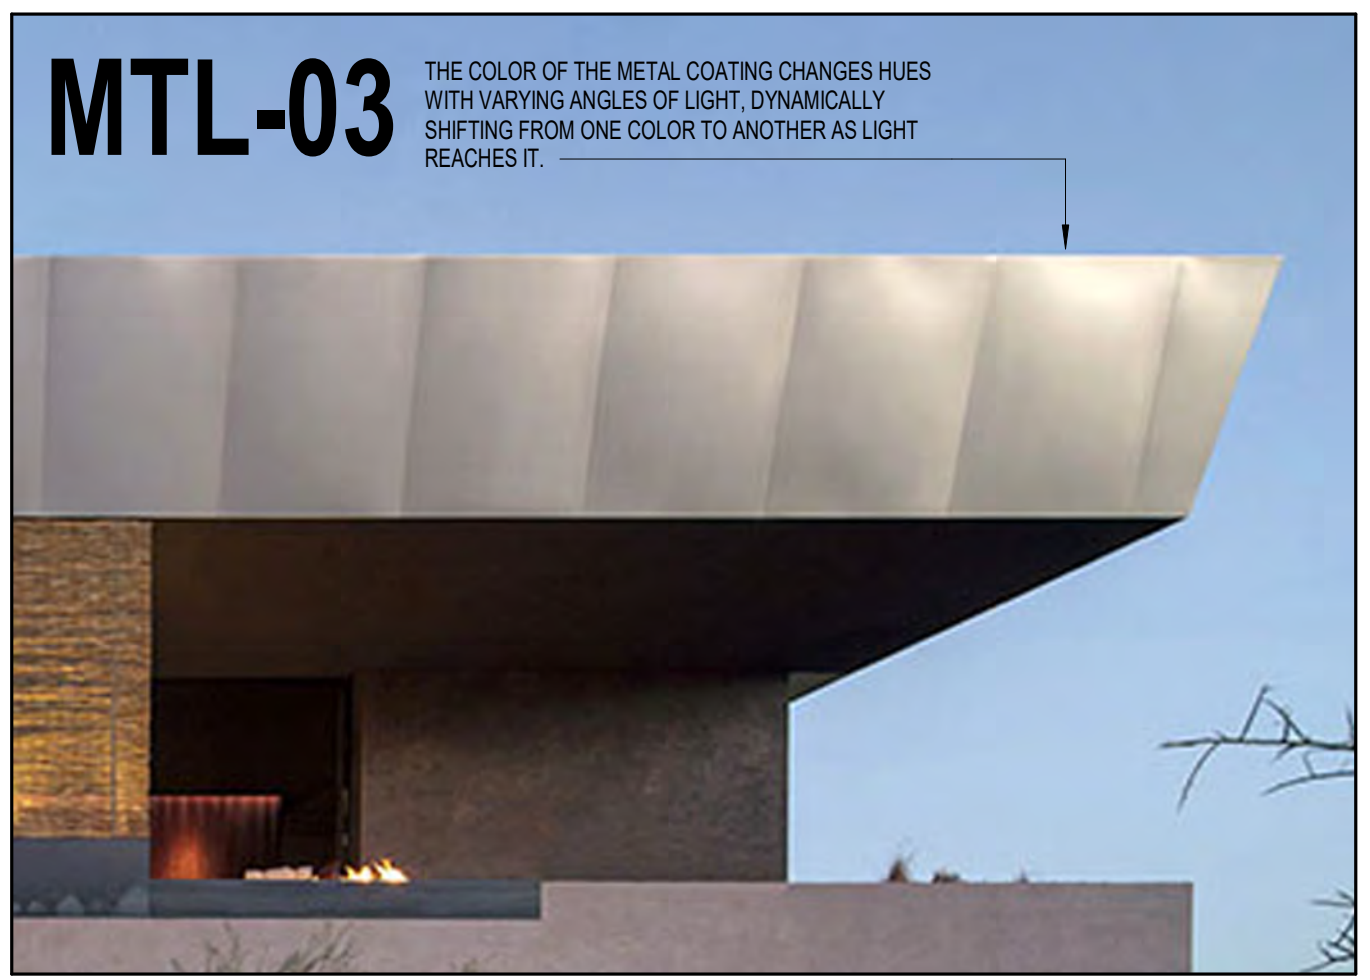 MTL-03
THE COLOR OF THE METAL COATING CHANGES HUES
WITH VARYING ANGLES OF LIGHT, DYNAMICALLY
SHIFTING FROM ONE COLOR TO ANOTHER AS LIGHT
REACHES IT.